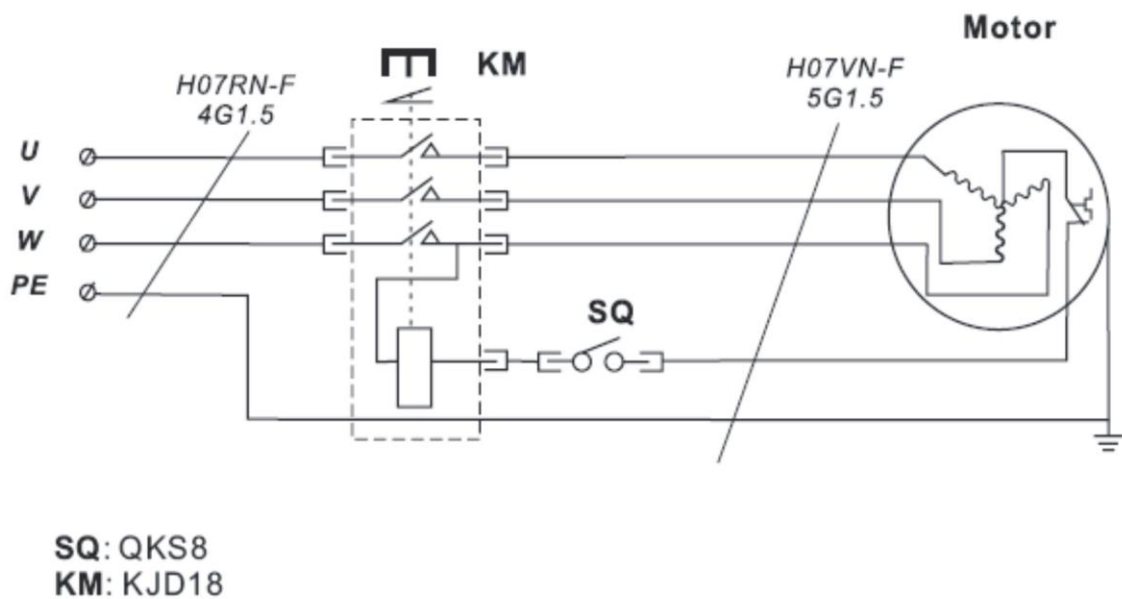 Motor
KM
H07RN-F
4G1.5
H07VN-F
5G1.5
U
V
W
PE
SQ
SQ: QKS8
KM: KJD18